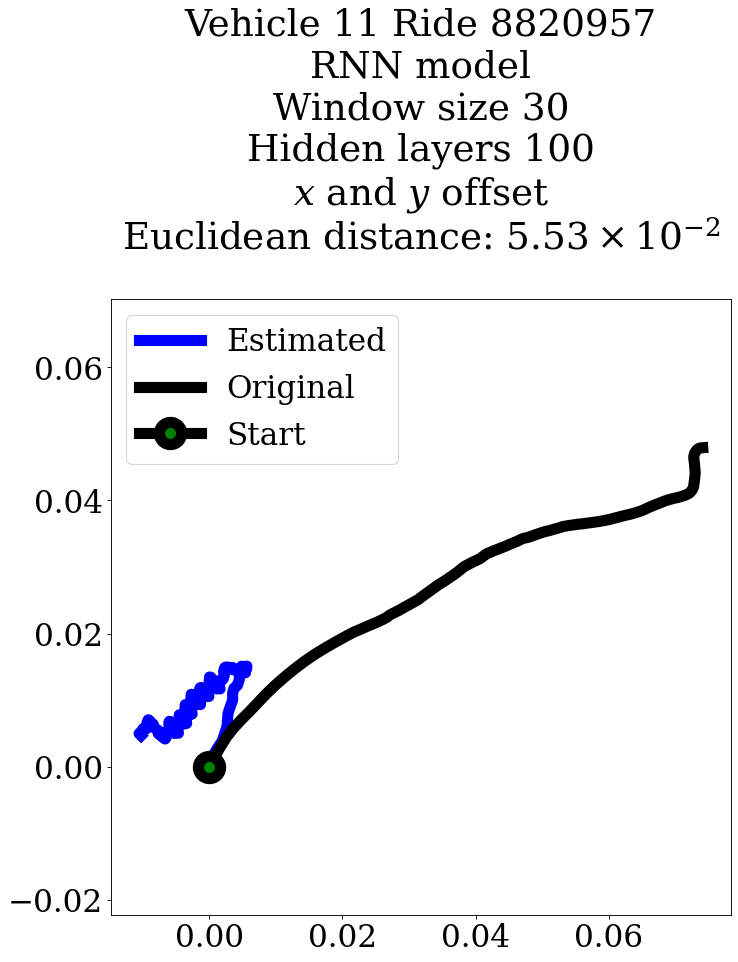 Vehicle 11 Ride 8820957
RNN model
Window size 30
Hidden layers 100
x and y offset
Euclidean distance: 5.53 × 10⁻²
Estimated
Original
Start
0.06
0.04
0.02
0.00
−0.02
0.00 0.02 0.04 0.06